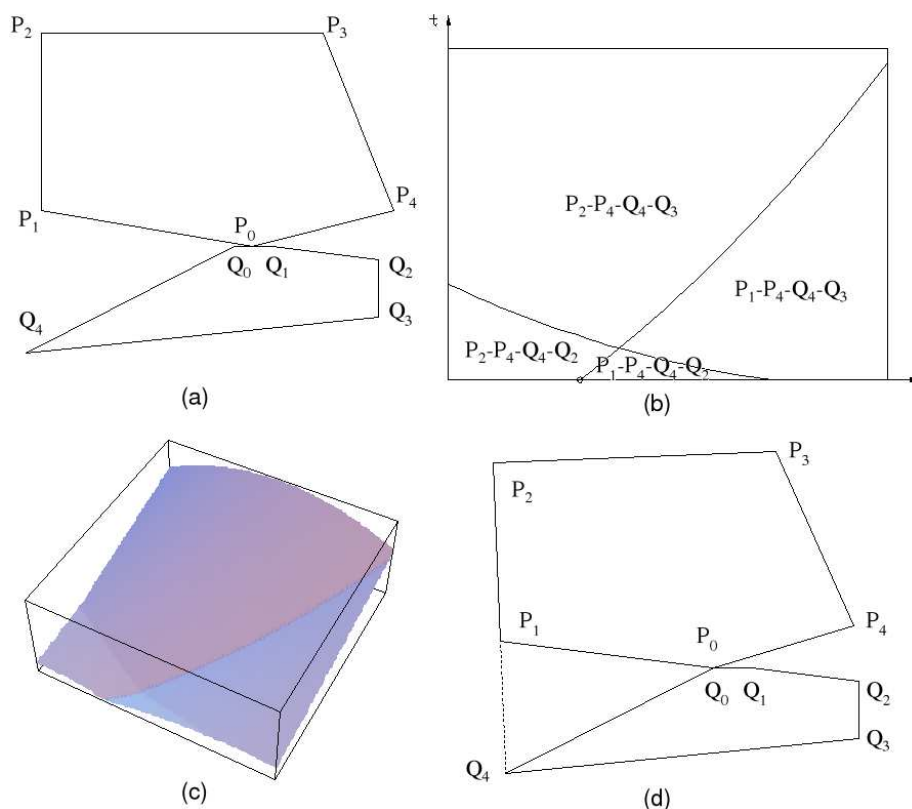 P2
P3
P1
P0
P4
Q0 Q1
Q2
Q3
Q4
(a)
t
P2-P4-Q4-Q3
P1-P4-Q4-Q3
P2-P4-Q4-Q2
P1-P4-Q4-Q2
(b)
(c)
P3
P2
P1
P0
P4
Q0 Q1
Q2
Q3
Q4
(d)